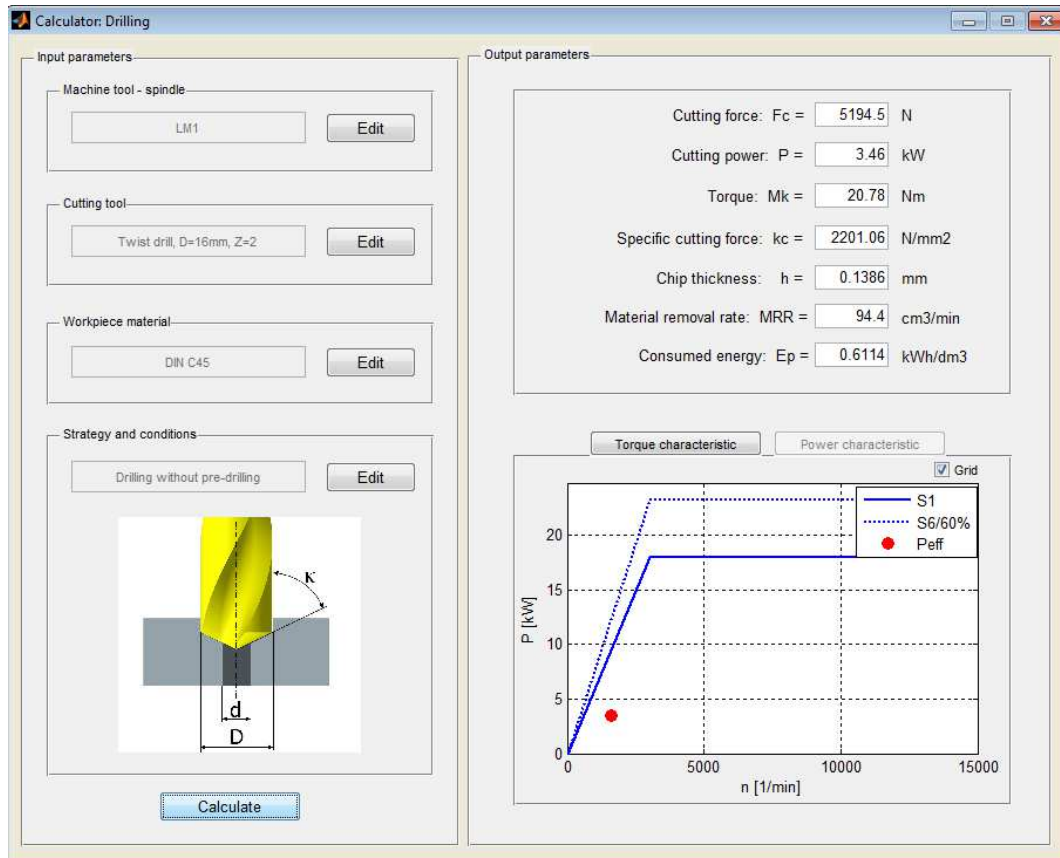 Calculator: Drilling
Input parameters
Machine tool - spindle
LM1
Edit
Cutting tool
Twist drill, D=16mm, Z=2
Edit
Workpiece material
DIN C45
Edit
Strategy and conditions
Drilling without pre-drilling
Edit
κ
d
D
Calculate
Output parameters
Cutting force: Fc = 5194.5 N
Cutting power: P = 3.46 kW
Torque: Mk = 20.78 Nm
Specific cutting force: kc = 2201.06 N/mm2
Chip thickness: h = 0.1386 mm
Material removal rate: MRR = 94.4 cm3/min
Consumed energy: Ep = 0.6114 kWh/dm3
Torque characteristic
Power characteristic
Grid
S1
S6/60%
Peff
P [kW]
20
15
10
5
0
0 5000 10000 15000
n [1/min]